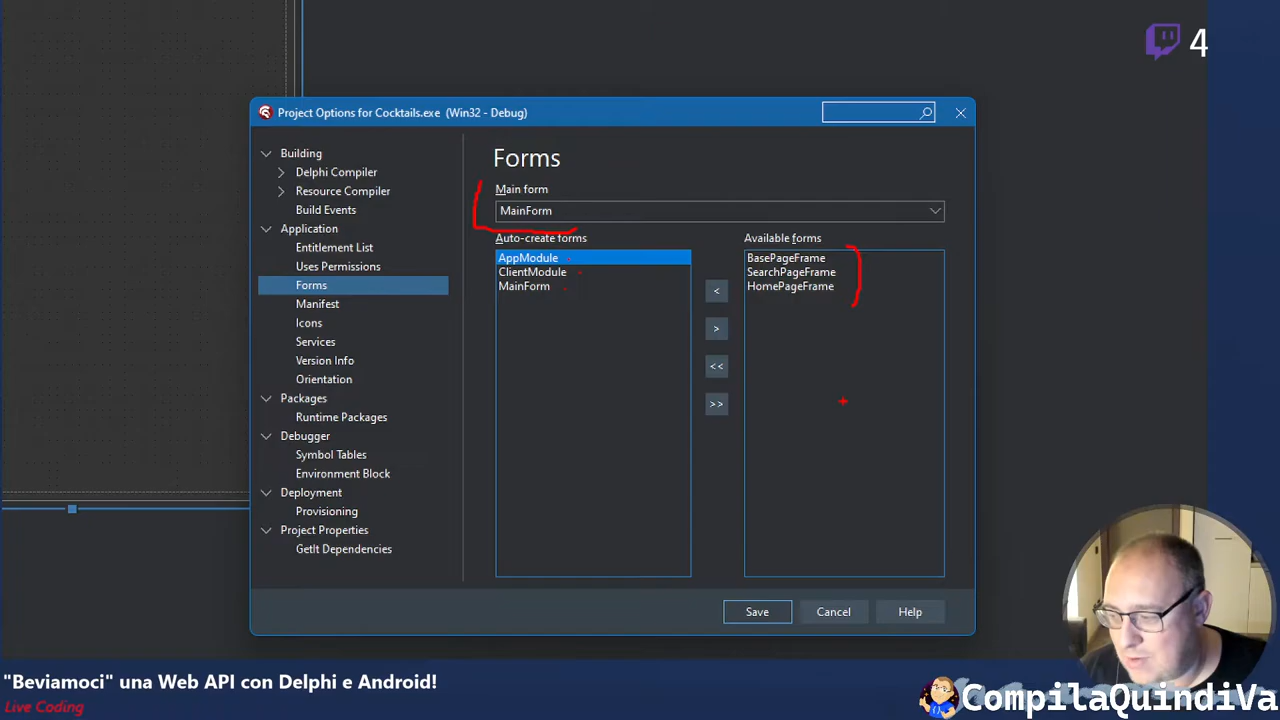 4
Project Options for Cocktails.exe (Win32 - Debug)
Building
Delphi Compiler
Resource Compiler
Build Events
Application
Entitlement List
Uses Permissions
Forms
Manifest
Icons
Services
Version Info
Orientation
Packages
Runtime Packages
Debugger
Symbol Tables
Environment Block
Deployment
Provisioning
Project Properties
GetIt Dependencies
Forms
Main form
MainForm
Auto-create forms
AppModule
ClientModule
MainForm
<
>
<<
>>
Available forms
BasePageFrame
SearchPageFrame
HomePageFrame
Save
Cancel
Help
"Beviamoci" una Web API con Delphi e Android!
Live Coding
CompilaQuindiVa